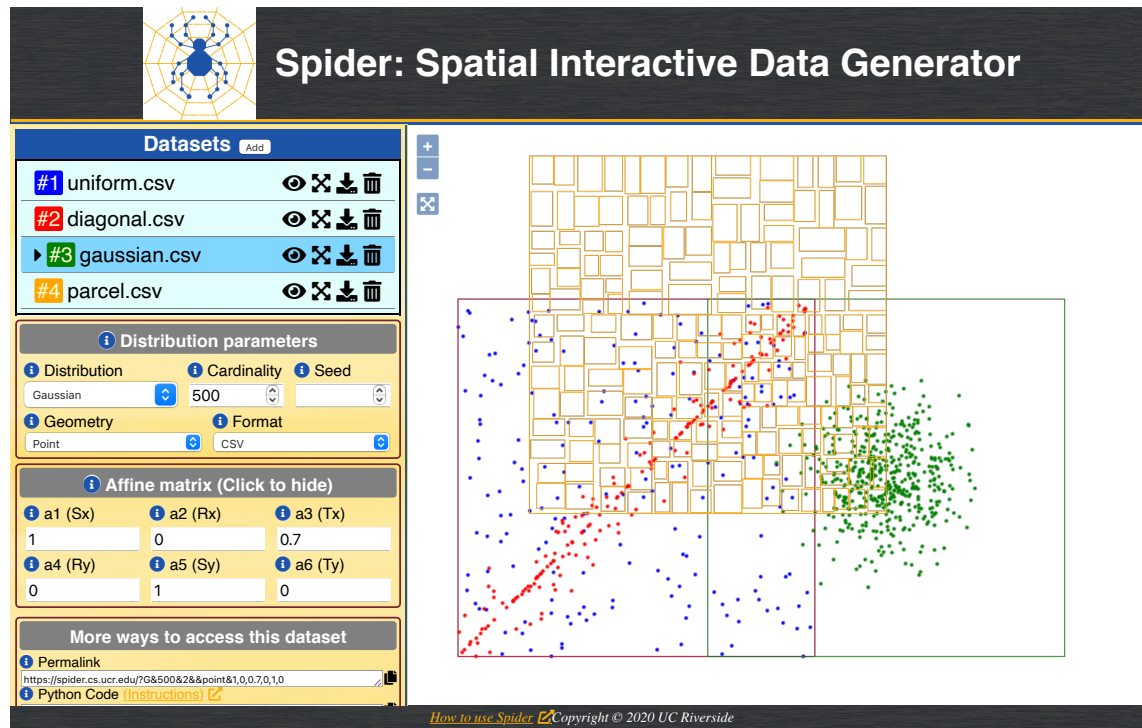 Spider: Spatial Interactive Data Generator
Datasets Add
#1 uniform.csv
#2 diagonal.csv
#3 gaussian.csv
#4 parcel.csv
+
−
Distribution parameters
Distribution Cardinality Seed
Gaussian 500
Geometry Format
Point CSV
Affine matrix (Click to hide)
a1 (Sx) a2 (Rx) a3 (Tx)
1 0 0.7
a4 (Ry) a5 (Sy) a6 (Ty)
0 1 0
More ways to access this dataset
Permalink
https://spider.cs.ucr.edu/?G&500&2&&point&1,0,0.7,0,1,0
Python Code (Instructions)
How to use Spider Copyright © 2020 UC Riverside